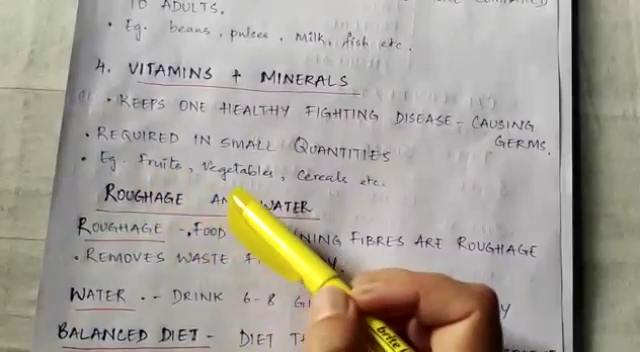 TO ADULTS.
• Eg. beans, pulses, milk, fish etc.
4. VITAMINS + MINERALS
• KEEPS ONE HEALTHY FIGHTING DISEASE - CAUSING
GERMS.
• REQUIRED IN SMALL QUANTITIES
• Eg. Fruits, Vegetables, Cereals etc.
ROUGHAGE WATER
ROUGHAGE - • FOOD FIBRES ARE ROUGHAGE
• REMOVES WASTE
WATER • - DRINK 6-8
BALANCED DIET - DIET
brite